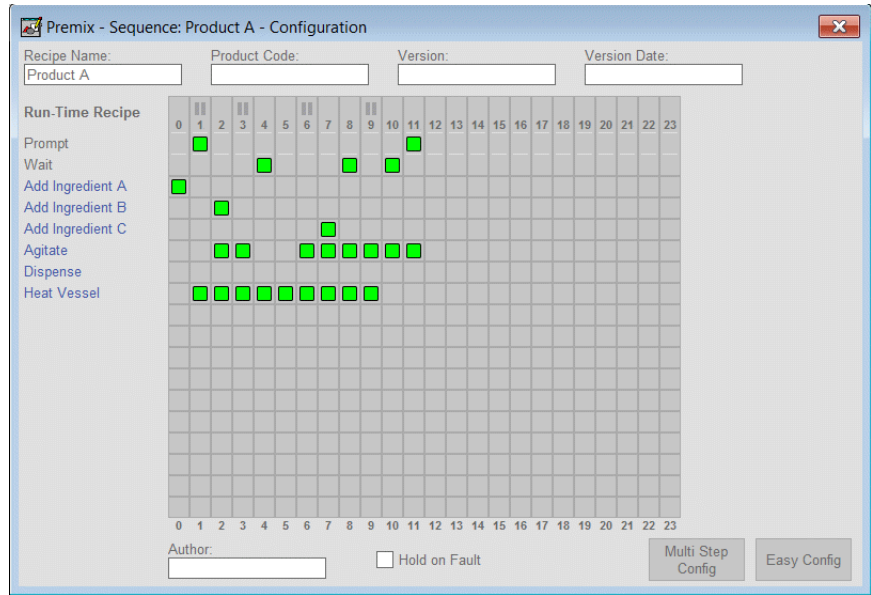 Premix - Sequence: Product A - Configuration
Recipe Name: Product Code: Version: Version Date:
Product A
Run-Time Recipe
0 1 2 3 4 5 6 7 8 9 10 11 12 13 14 15 16 17 18 19 20 21 22 23
Prompt
Wait
Add Ingredient A
Add Ingredient B
Add Ingredient C
Agitate
Dispense
Heat Vessel
0 1 2 3 4 5 6 7 8 9 10 11 12 13 14 15 16 17 18 19 20 21 22 23
Author:
Hold on Fault
Multi Step
Config
Easy Config